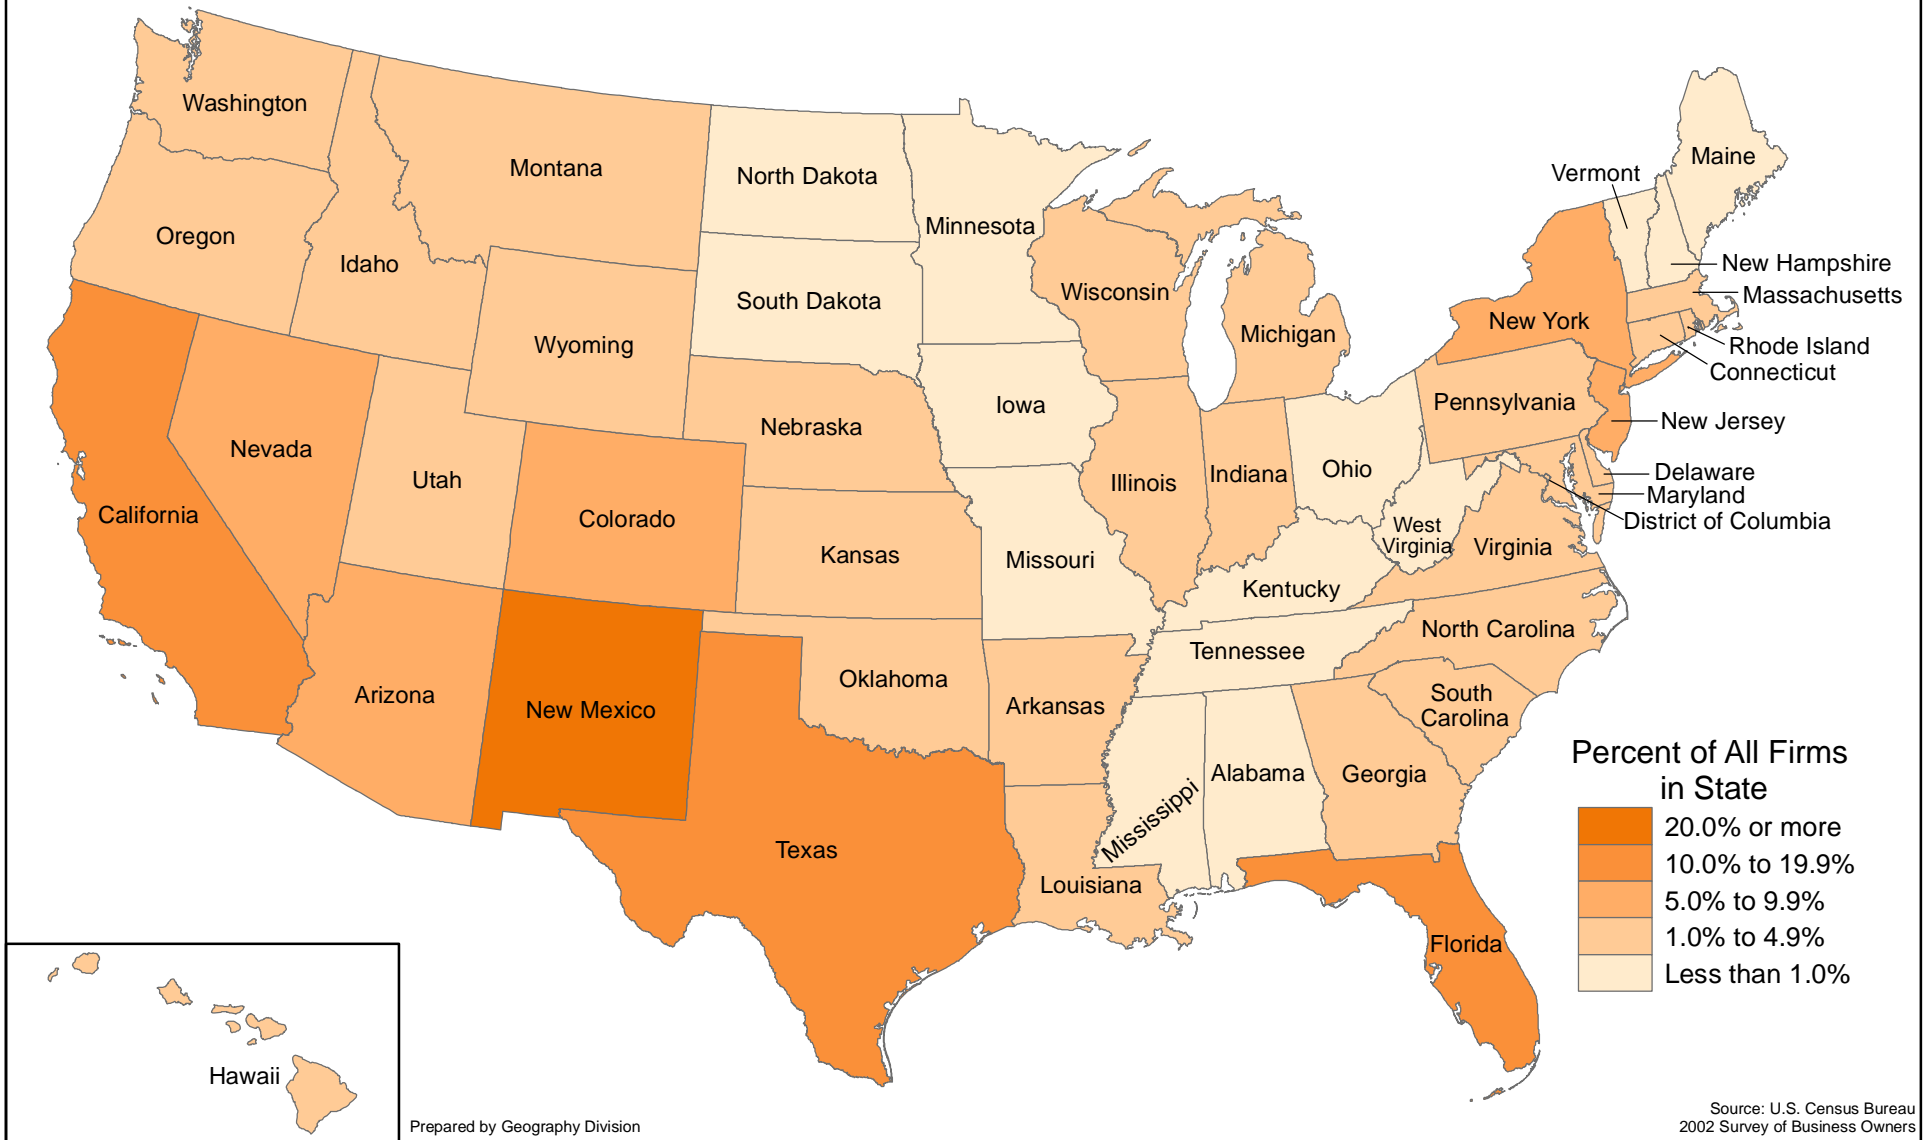 Washington
Montana
North Dakota
Minnesota
Maine
Vermont
Oregon
Idaho
Wisconsin
New Hampshire
South Dakota
Massachusetts
Wyoming
Michigan
New York
Rhode Island
Connecticut
Iowa
Pennsylvania
Nebraska
New Jersey
Nevada
Utah
Illinois
Indiana
Ohio
Delaware
Maryland
California
Colorado
District of Columbia
West
Virginia
Virginia
Kansas
Missouri
Kentucky
North Carolina
Tennessee
Arizona
New Mexico
Oklahoma
Arkansas
South
Carolina
Mississippi
Alabama
Georgia
Texas
Louisiana
Florida
Percent of All Firms
in State
20.0% or more
10.0% to 19.9%
5.0% to 9.9%
1.0% to 4.9%
Less than 1.0%
Hawaii
Prepared by Geography Division
Source: U.S. Census Bureau
2002 Survey of Business Owners